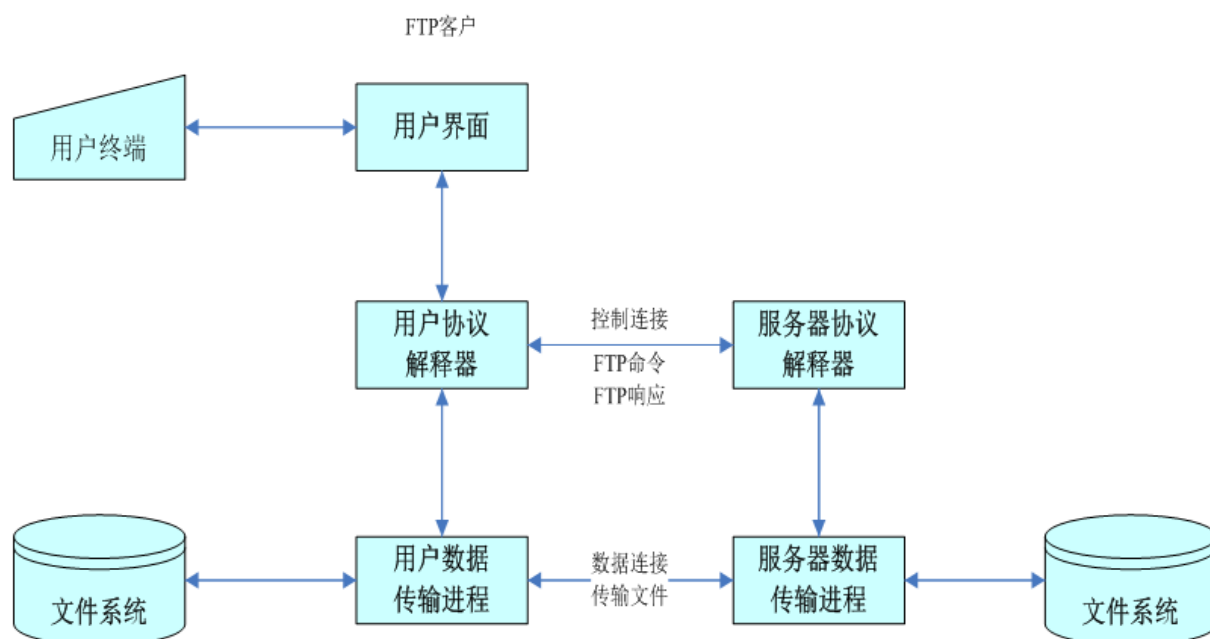 FTP客户
用户终端
用户界面
用户协议
解释器
控制连接
FTP命令
FTP响应
服务器协议
解释器
文件系统
用户数据
传输进程
数据连接
传输文件
服务器数据
传输进程
文件系统